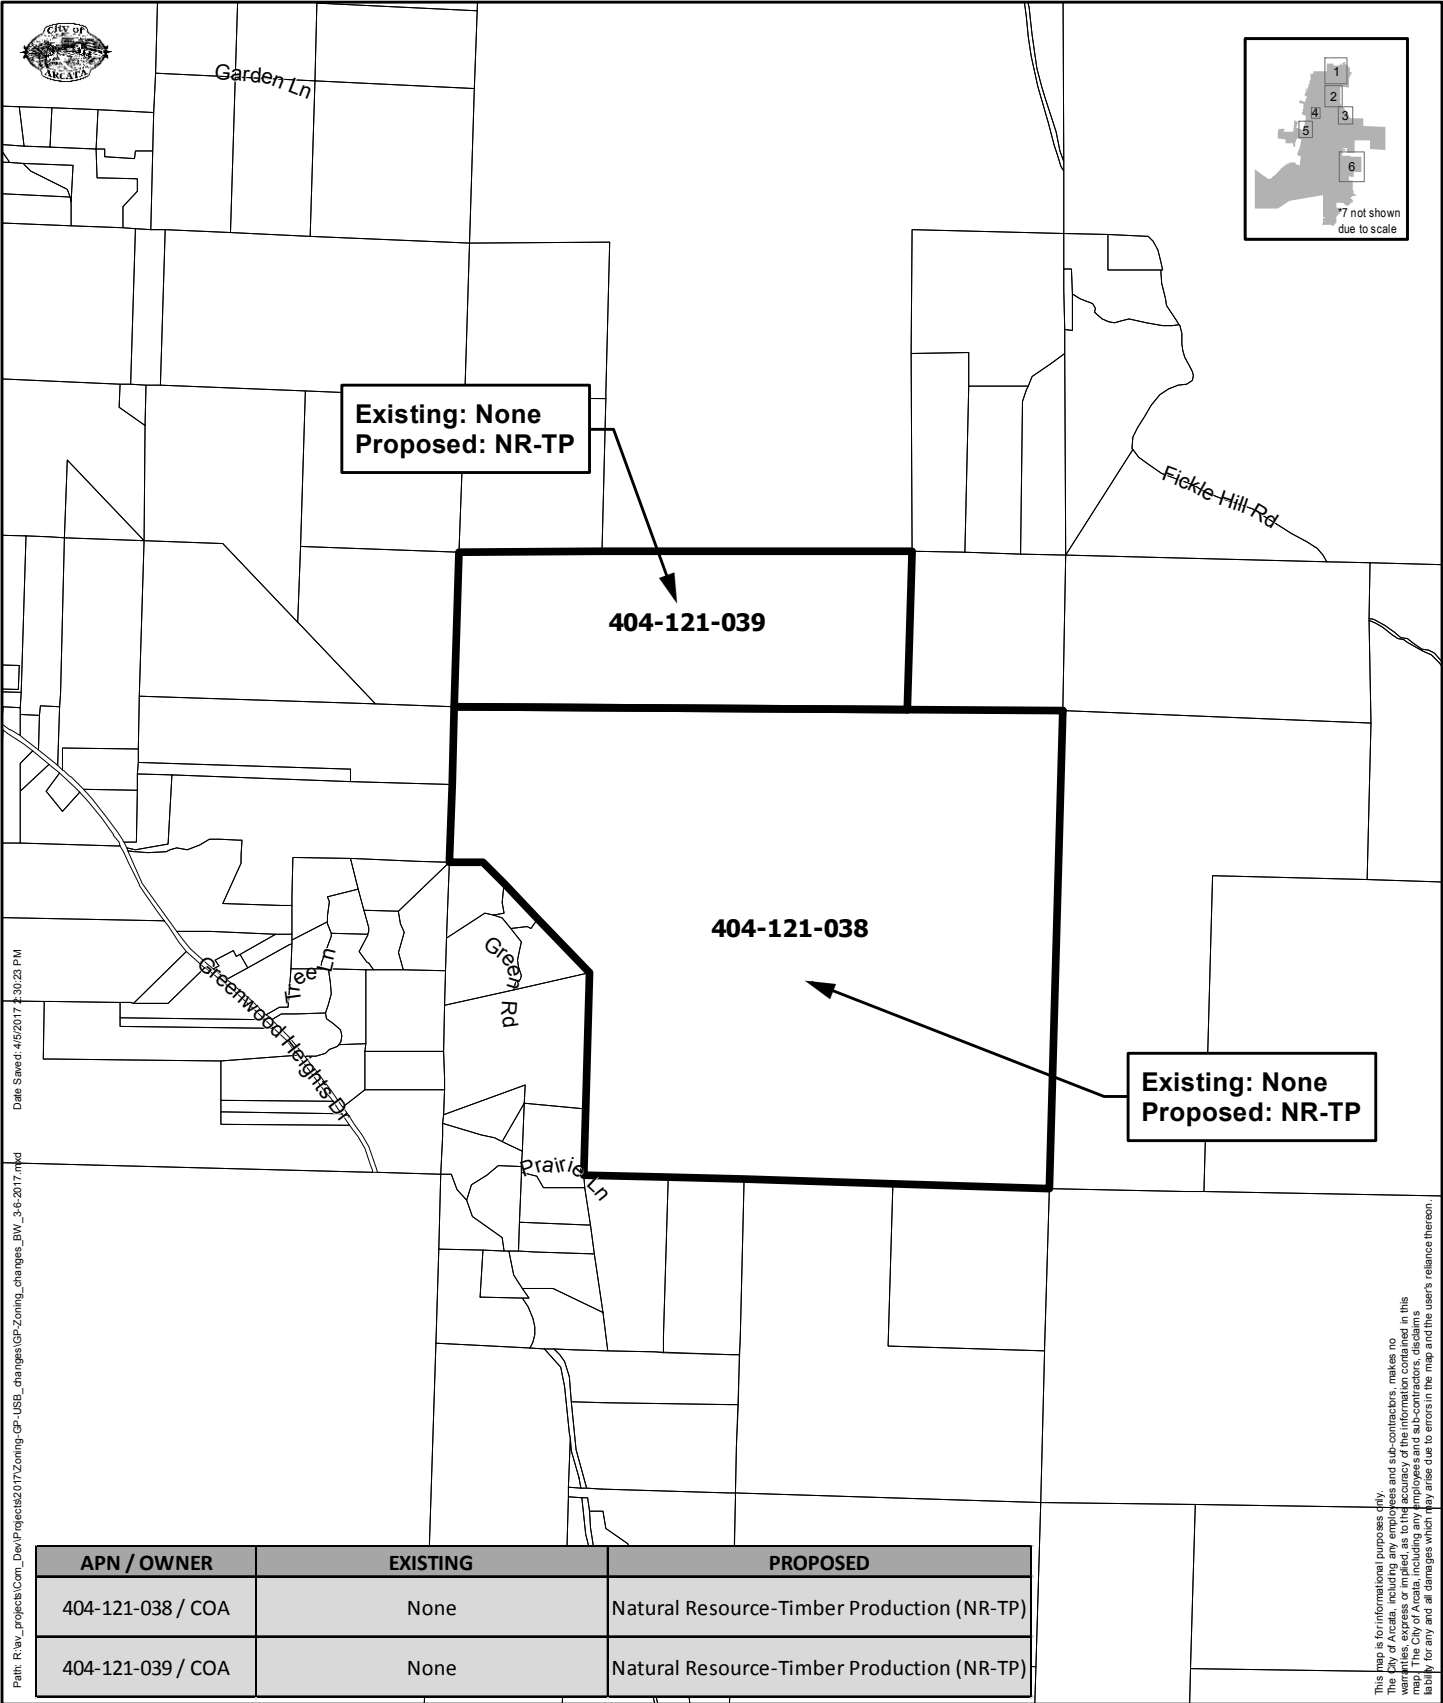 City of
ARCATA
Garden Ln
1
2
4
3
5
6
*7 not shown
due to scale
Existing: None
Proposed: NR-TP
Fickle Hill Rd
404-121-039
404-121-038
Green Rd
Tree Ln
Greenwood Heights Dr
Existing: None
Proposed: NR-TP
Prairie Ln
APN / OWNER EXISTING PROPOSED
404-121-038 / COA None Natural Resource-Timber Production (NR-TP)
404-121-039 / COA None Natural Resource-Timber Production (NR-TP)
Path: R:\av_projects\Com_Dev\Projects\2017\Zoning-GP-USB_changes\GP-Zoning_changes_BW_3-6-2017.mxd Date Saved: 4/5/2017 2:30:23 PM
This map is for informational purposes only.
The City of Arcata, including any employees and sub-contractors, makes no
warranties, express or implied, as to the accuracy of the information contained in this
map. The City of Arcata, including any employees and sub-contractors, disclaims
liability for any and all damages which may arise due to errors in the map and the user's reliance thereon.